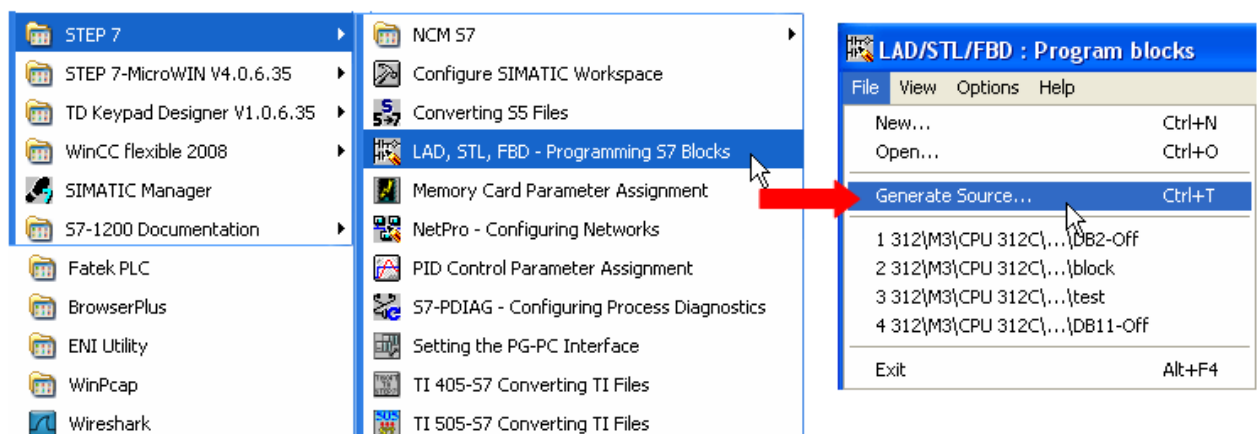 STEP 7
STEP 7-MicroWIN V4.0.6.35
TD Keypad Designer V1.0.6.35
WinCC flexible 2008
SIMATIC Manager
S7-1200 Documentation
Fatek PLC
BrowserPlus
ENI Utility
WinPcap
Wireshark
NCM S7
Configure SIMATIC Workspace
Converting S5 Files
LAD, STL, FBD - Programming S7 Blocks
Memory Card Parameter Assignment
NetPro - Configuring Networks
PID Control Parameter Assignment
S7-PDIAG - Configuring Process Diagnostics
Setting the PG-PC Interface
TI 405-S7 Converting TI Files
TI 505-S7 Converting TI Files
LAD/STL/FBD : Program blocks
File View Options Help
New... Ctrl+N
Open... Ctrl+O
Generate Source... Ctrl+T
1 312\M3\CPU 312C\...\DB2-Off
2 312\M3\CPU 312C\...\block
3 312\M3\CPU 312C\...\test
4 312\M3\CPU 312C\...\DB11-Off
Exit Alt+F4